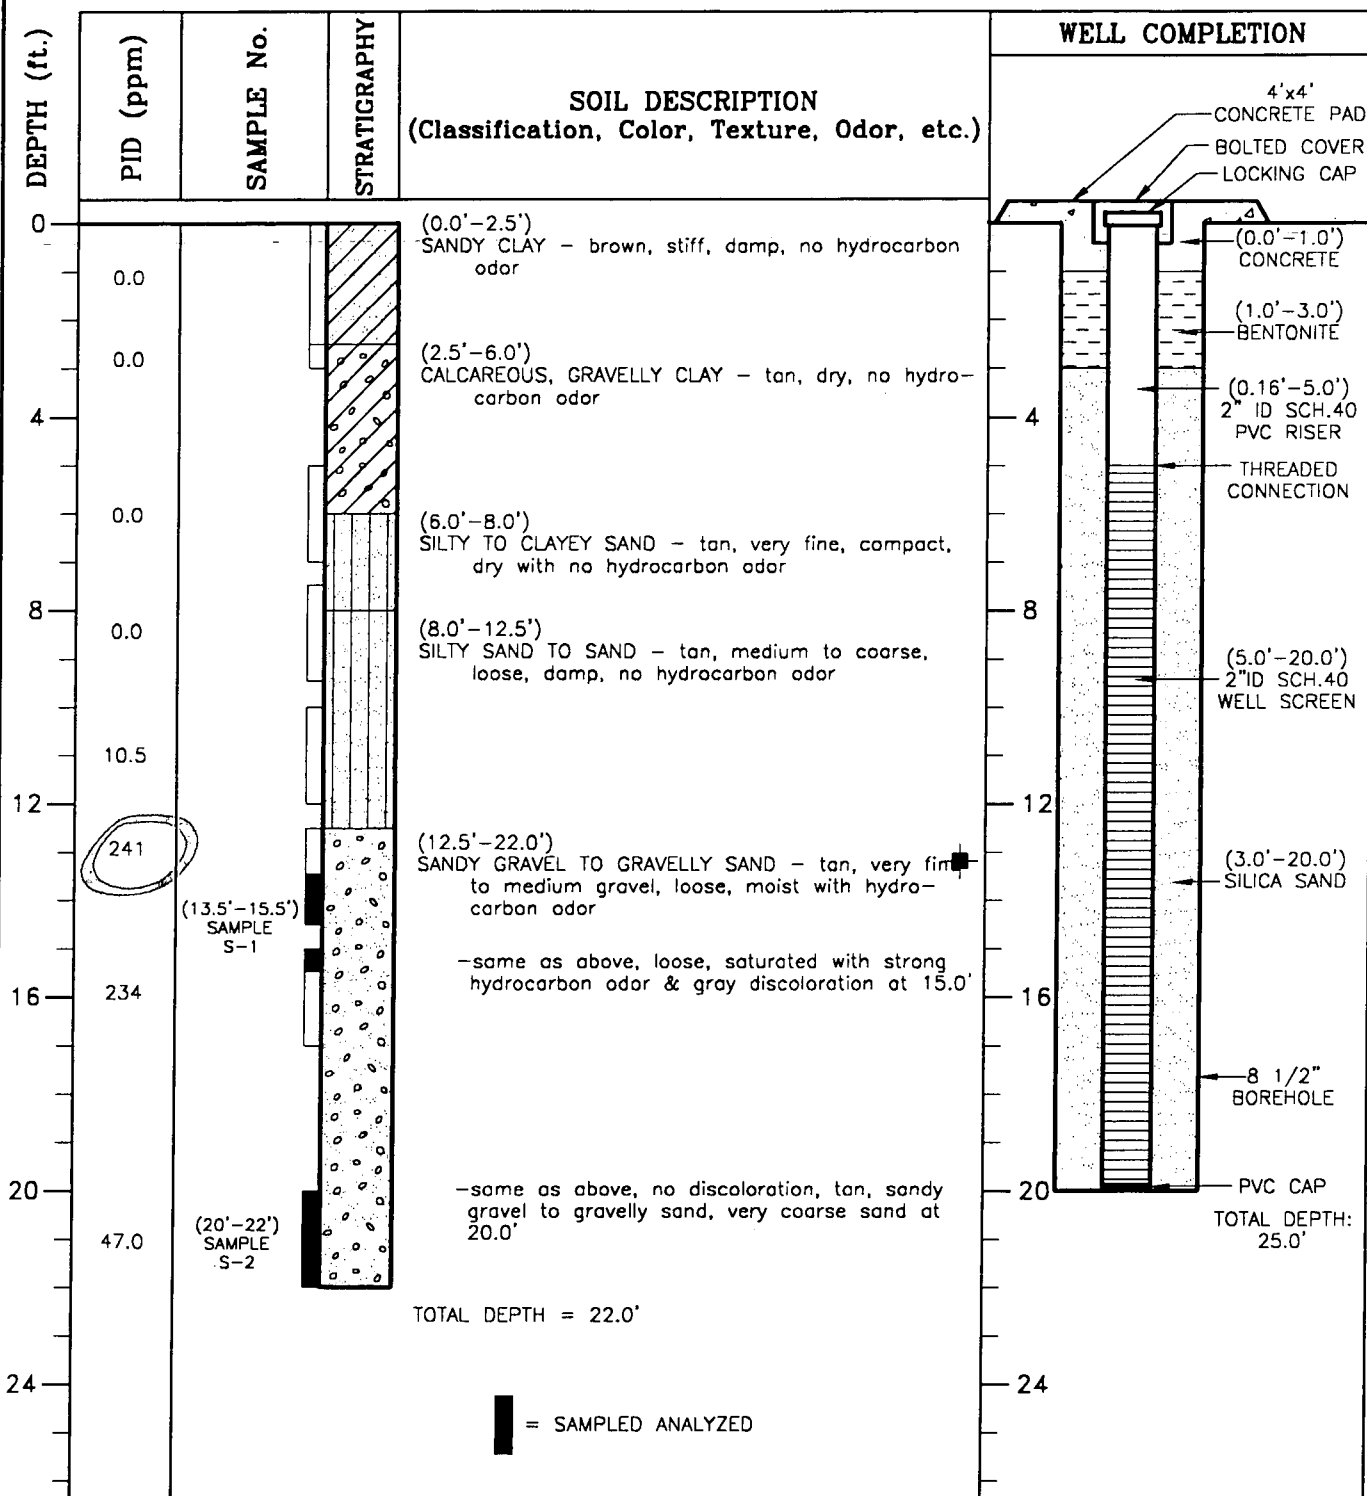 DEPTH (ft.)
PID (ppm)
SAMPLE No.
STRATIGRAPHY
SOIL DESCRIPTION
(Classification, Color, Texture, Odor, etc.)
WELL COMPLETION
4'x4'
CONCRETE PAD
BOLTED COVER
LOCKING CAP
0
(0.0'-2.5')
SANDY CLAY - brown, stiff, damp, no hydrocarbon
odor
0.0
(0.0'-1.0')
CONCRETE
(1.0'-3.0')
BENTONITE
0.0
(2.5'-6.0')
CALCAREOUS, GRAVELLY CLAY - tan, dry, no hydro-
carbon odor
(0.16'-5.0')
2" ID SCH.40
PVC RISER
4
4
THREADED
CONNECTION
0.0
(6.0'-8.0')
SILTY TO CLAYEY SAND - tan, very fine, compact,
dry with no hydrocarbon odor
8
8
0.0
(8.0'-12.5')
SILTY SAND TO SAND - tan, medium to coarse,
loose, damp, no hydrocarbon odor
(5.0'-20.0')
2"ID SCH.40
WELL SCREEN
10.5
12
12
241
(12.5'-22.0')
SANDY GRAVEL TO GRAVELLY SAND - tan, very fine
to medium gravel, loose, moist with hydro-
carbon odor
(3.0'-20.0')
SILICA SAND
(13.5'-15.5')
SAMPLE
S-1
-same as above, loose, saturated with strong
hydrocarbon odor & gray discoloration at 15.0'
16
234
16
8 1/2"
BOREHOLE
20
20
-same as above, no discoloration, tan, sandy
gravel to gravelly sand, very coarse sand at
20.0'
PVC CAP
TOTAL DEPTH:
25.0'
47.0
(20'-22')
SAMPLE
S-2
TOTAL DEPTH = 22.0'
24
24
= SAMPLED ANALYZED